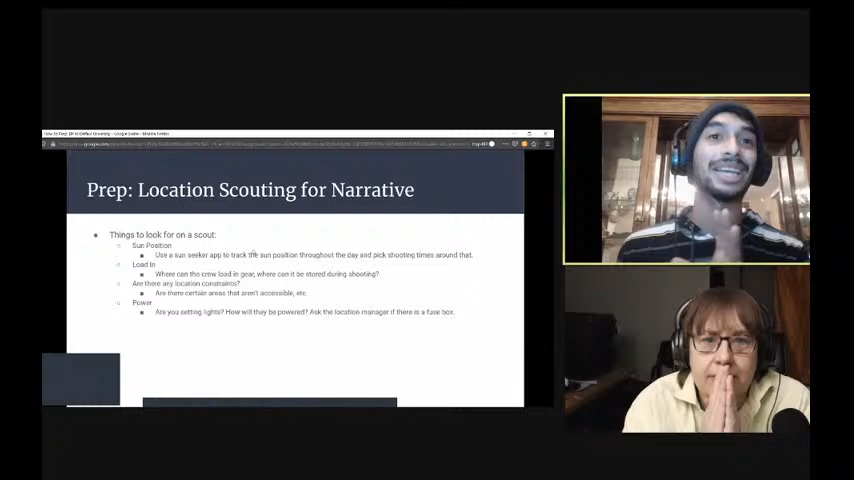 Prep: Location Scouting for Narrative
Things to look for on a scout:
Sun Position
Use a sun seeker app to track the sun position throughout the day and pick shooting times around that.
Load In
Where can the crew load in gear, where can it be stored during shooting?
Are there any location constraints?
Are there certain areas that aren't accessible, etc.
Power
Are you setting lights? How will they be powered? Ask the location manager if there is a fuse box.